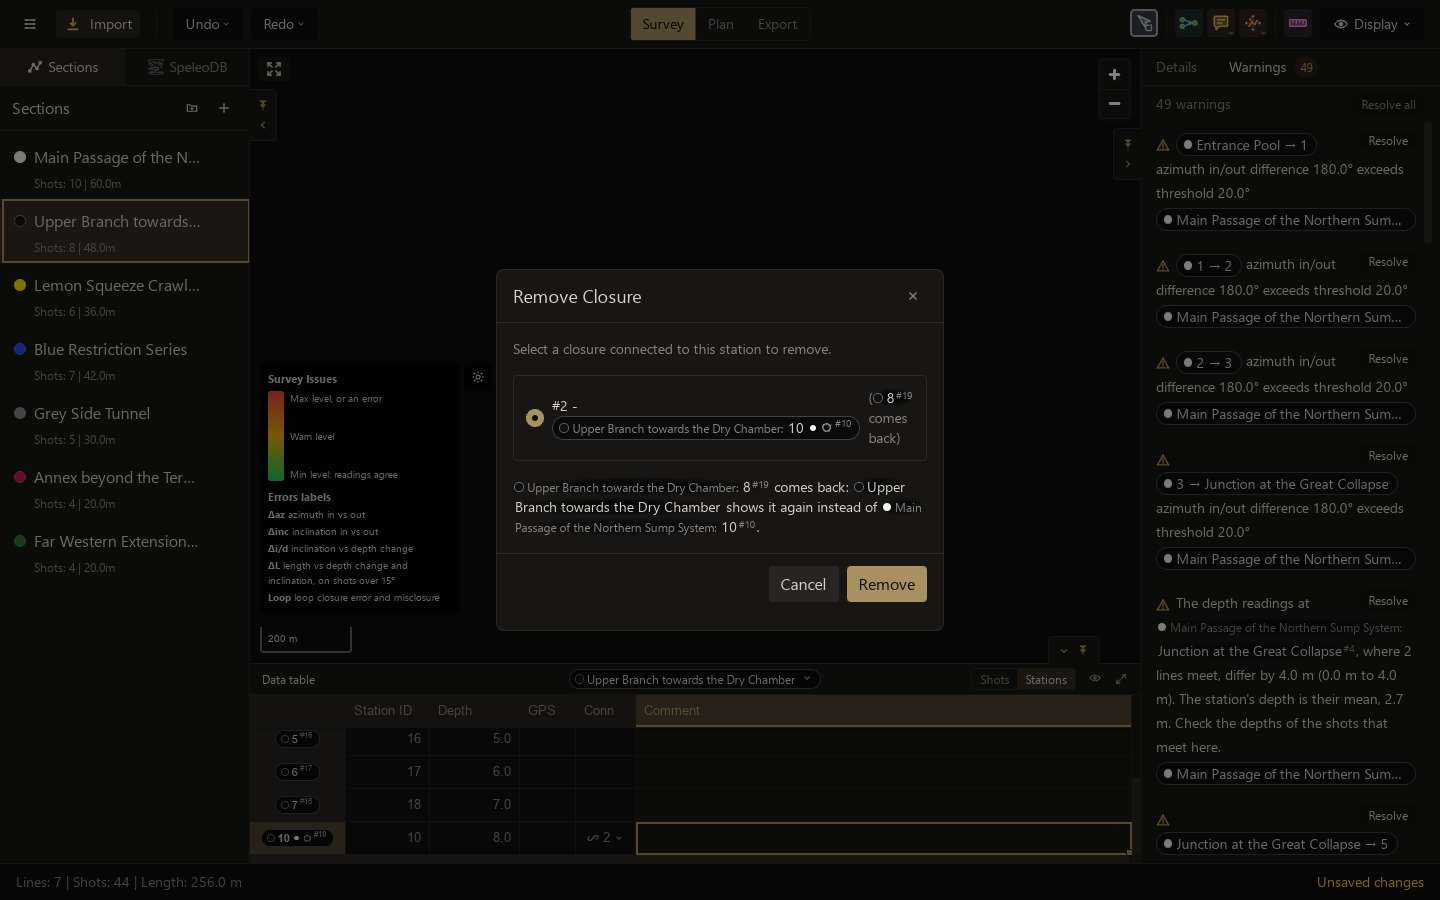 Import
Undo
Redo
Survey
Plan
Export
Display
Sections
SpeleoDB
Details
Warnings 49
Sections
49 warnings
Resolve all
Main Passage of the N...
Shots: 10 | 60.0m
Upper Branch towards...
Shots: 8 | 48.0m
Lemon Squeeze Crawl...
Shots: 6 | 36.0m
Blue Restriction Series
Shots: 7 | 42.0m
Grey Side Tunnel
Shots: 5 | 30.0m
Annex beyond the Ter...
Shots: 4 | 20.0m
Far Western Extension...
Shots: 4 | 20.0m
Survey Issues
Max level, or an error
Warn level
Min level: readings agree
Errors labels
Δaz azimuth in vs out
Δinc inclination in vs out
Δi/d inclination vs depth change
ΔL length vs depth change and
inclination, on shots over 15°
Loop loop closure error and misclosure
200 m
Remove Closure
Select a closure connected to this station to remove.
#2 -
Upper Branch towards the Dry Chamber: 10 #10
(8 #19
comes
back)
Upper Branch towards the Dry Chamber: 8 #19 comes back: Upper
Branch towards the Dry Chamber shows it again instead of Main
Passage of the Northern Sump System: 10 #10.
Cancel
Remove
Entrance Pool → 1
Resolve
azimuth in/out difference 180.0° exceeds
threshold 20.0°
Main Passage of the Northern Sum...
1 → 2 azimuth in/out
Resolve
difference 180.0° exceeds threshold 20.0°
Main Passage of the Northern Sum...
2 → 3 azimuth in/out
Resolve
difference 180.0° exceeds threshold 20.0°
Main Passage of the Northern Sum...
Resolve
3 → Junction at the Great Collapse
azimuth in/out difference 180.0° exceeds
threshold 20.0°
Main Passage of the Northern Sum...
The depth readings at
Resolve
Main Passage of the Northern Sump System:
Junction at the Great Collapse #4, where 2
lines meet, differ by 4.0 m (0.0 m to 4.0
m). The station's depth is their mean, 2.7
m. Check the depths of the shots that
meet here.
Main Passage of the Northern Sum...
Resolve
Junction at the Great Collapse → 5
Data table
Upper Branch towards the Dry Chamber
Shots
Stations
Station ID Depth GPS Conn Comment
5 #16 16 5.0
6 #17 17 6.0
7 #18 18 7.0
10 #10 10 8.0 2
Lines: 7 | Shots: 44 | Length: 256.0 m
Unsaved changes